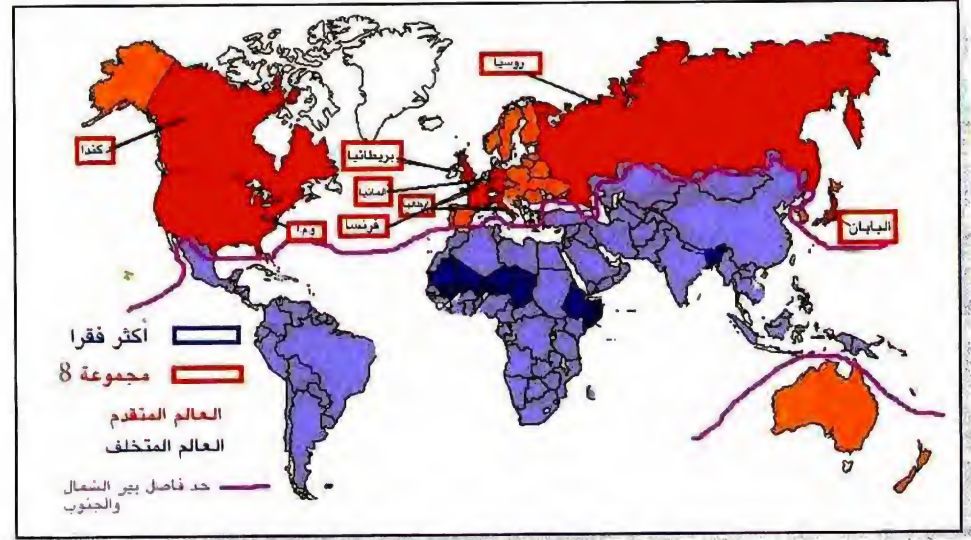 روسيا
كندا
بريطانيا
المانيا
إيطاليا
فرنسا
و.م.ا
اليابان
أكثر فقرا
مجموعة 8
العالم المتقدم
العالم المتخلف
حد فاصل بين الشمال
والجنوب